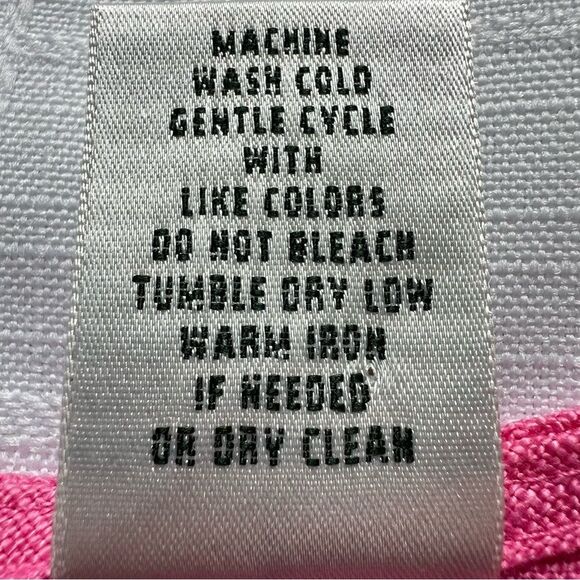 MACHINE
WASH COLD
GENTLE CYCLE
WITH
LIKE COLORS
DO NOT BLEACH
TUMBLE DRY LOW
WARM IRON
IF NEEDED
OR DRY CLEAN